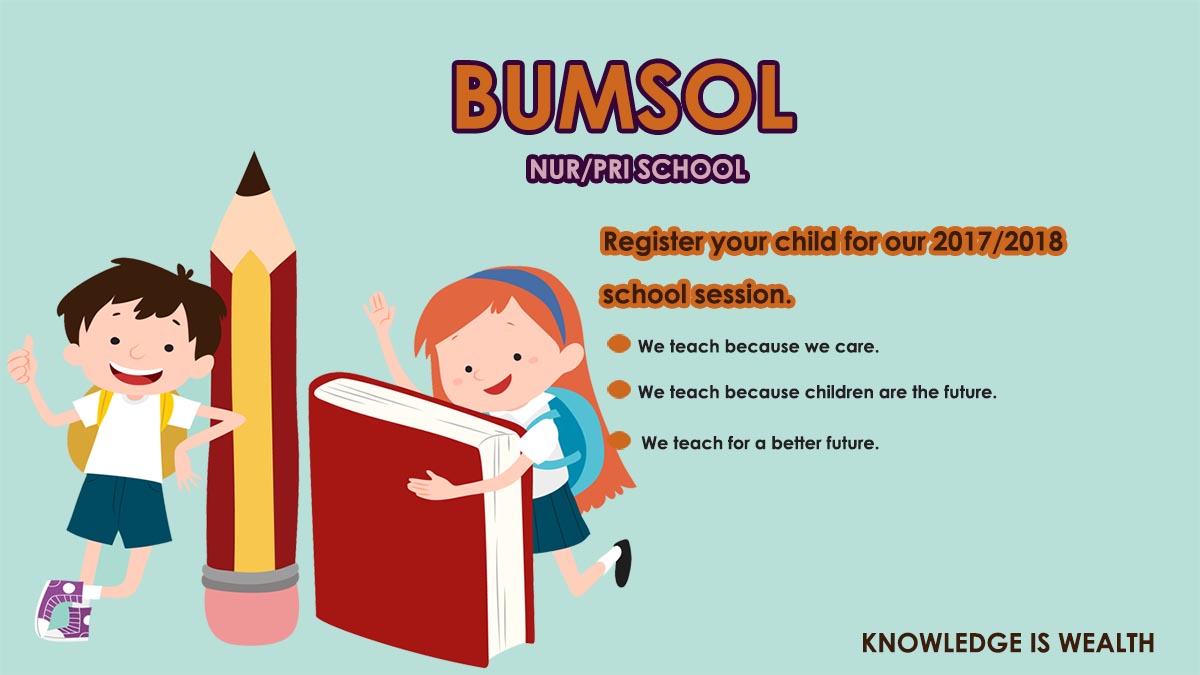 BUMSOL
NUR/PRI SCHOOL
Register your child for our 2017/2018
school session.
We teach because we care.
We teach because children are the future.
We teach for a better future.
KNOWLEDGE IS WEALTH